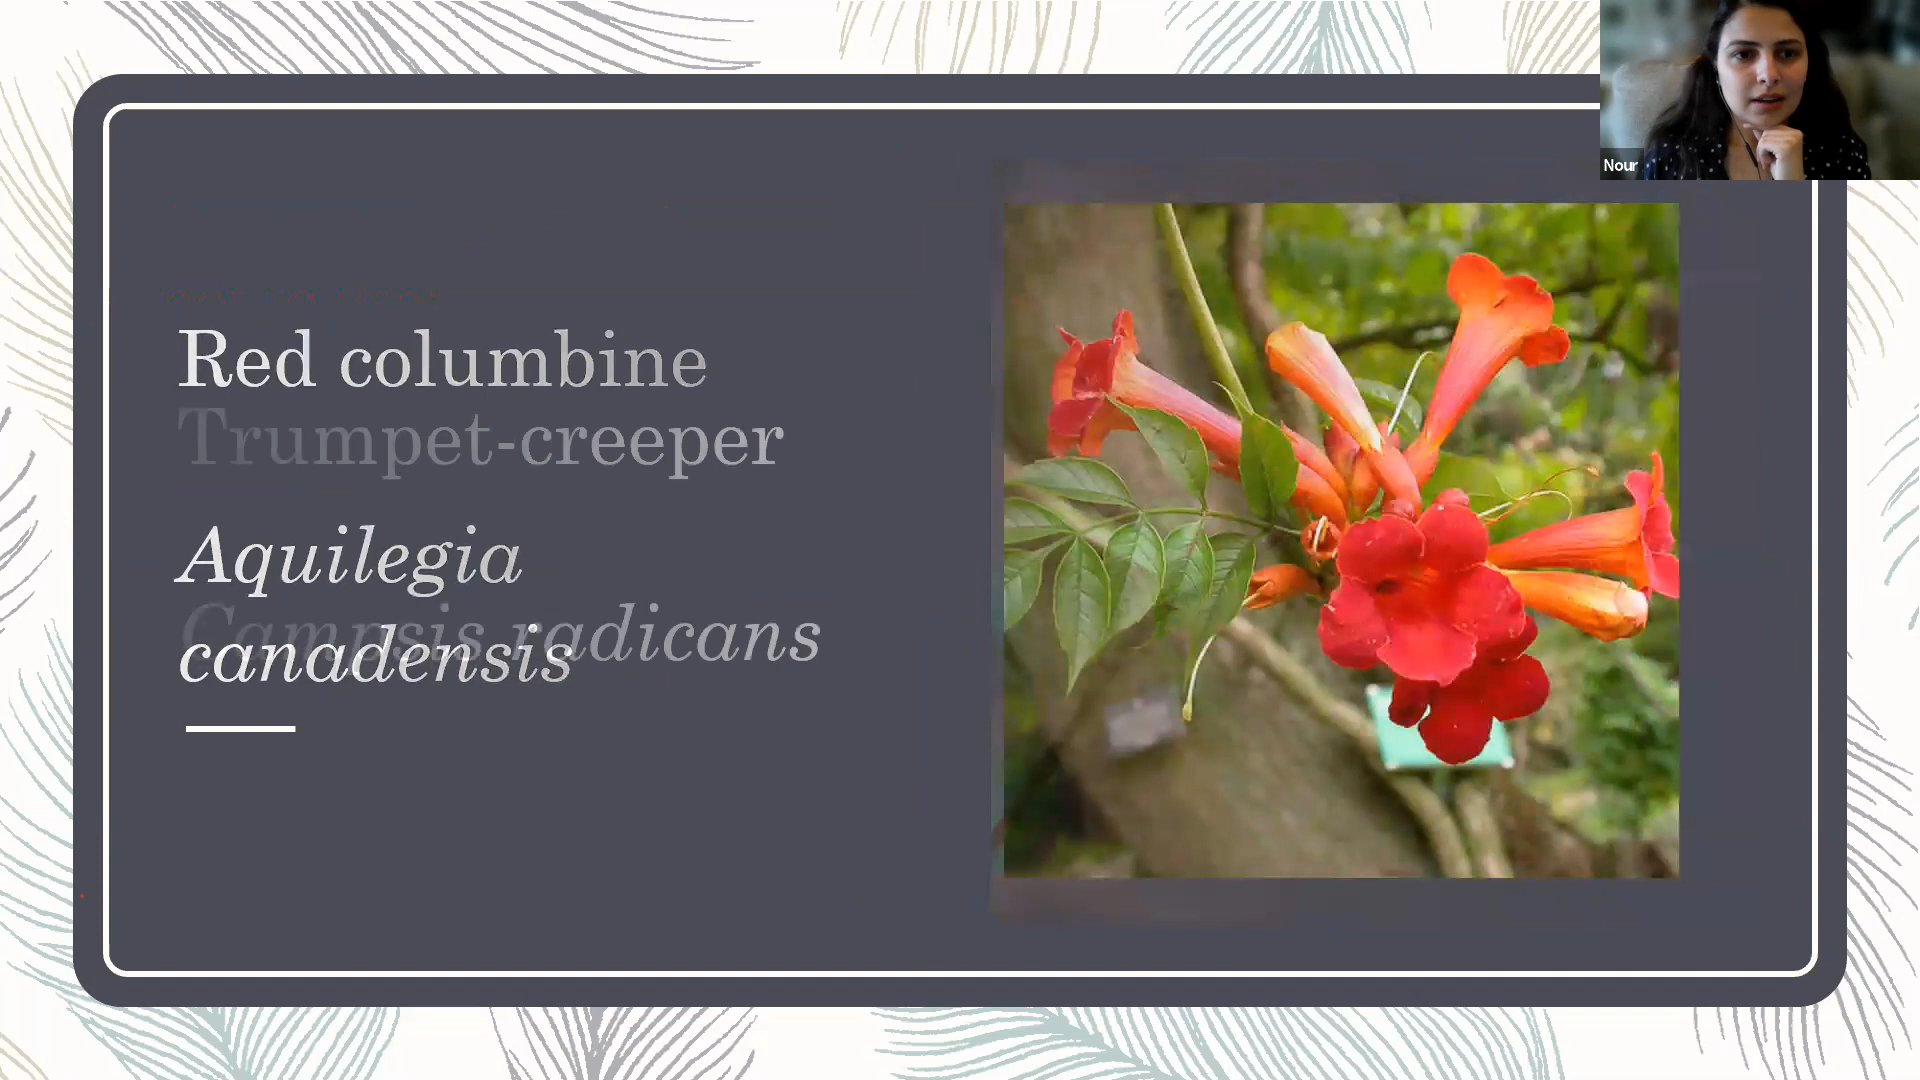 Nour
Red columbine
Trumpet-creeper
Aquilegia
Campsis radicans
canadensis